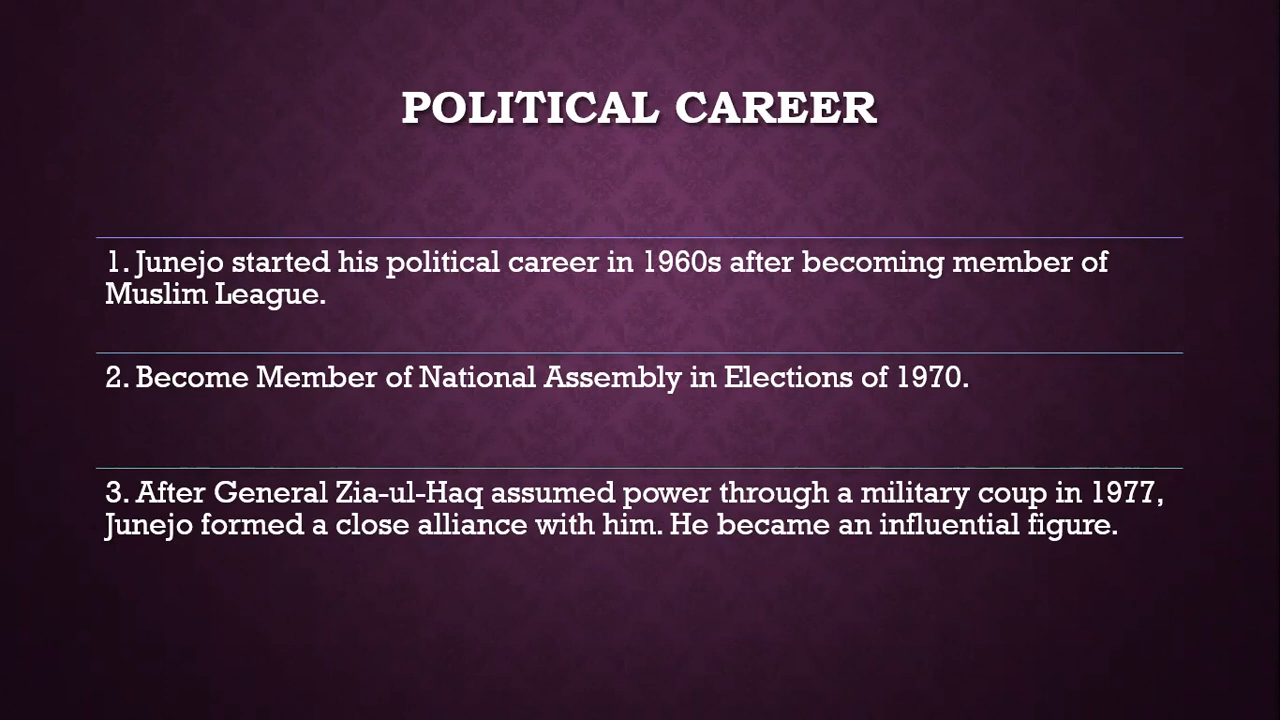 POLITICAL CAREER
1. Junejo started his political career in 1960s after becoming member of
Muslim League.
2. Become Member of National Assembly in Elections of 1970.
3. After General Zia-ul-Haq assumed power through a military coup in 1977,
Junejo formed a close alliance with him. He became an influential figure.